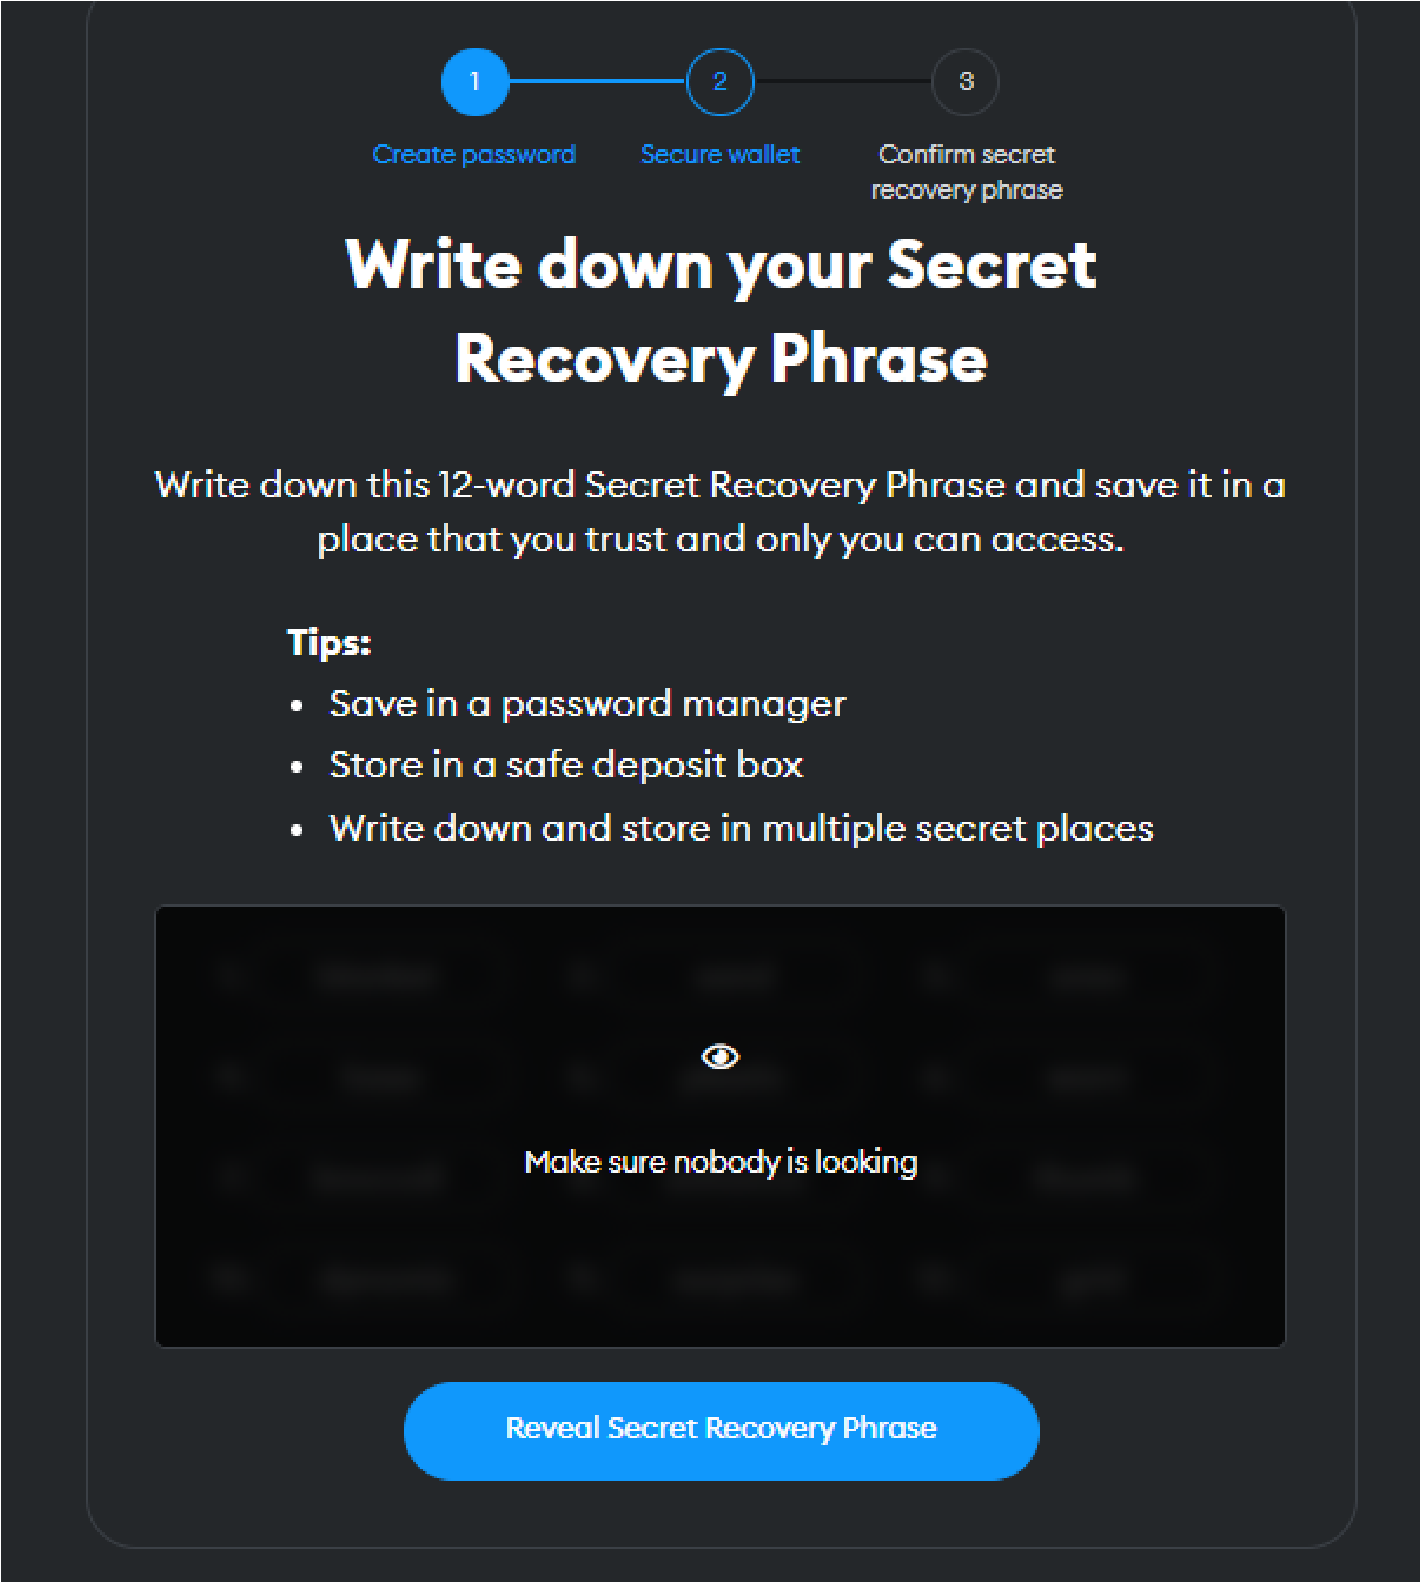 1
2
3
Create password
Secure wallet
Confirm secret
recovery phrase
Write down your Secret
Recovery Phrase
Write down this 12-word Secret Recovery Phrase and save it in a
place that you trust and only you can access.
Tips:
• Save in a password manager
• Store in a safe deposit box
• Write down and store in multiple secret places
Make sure nobody is looking
Reveal Secret Recovery Phrase